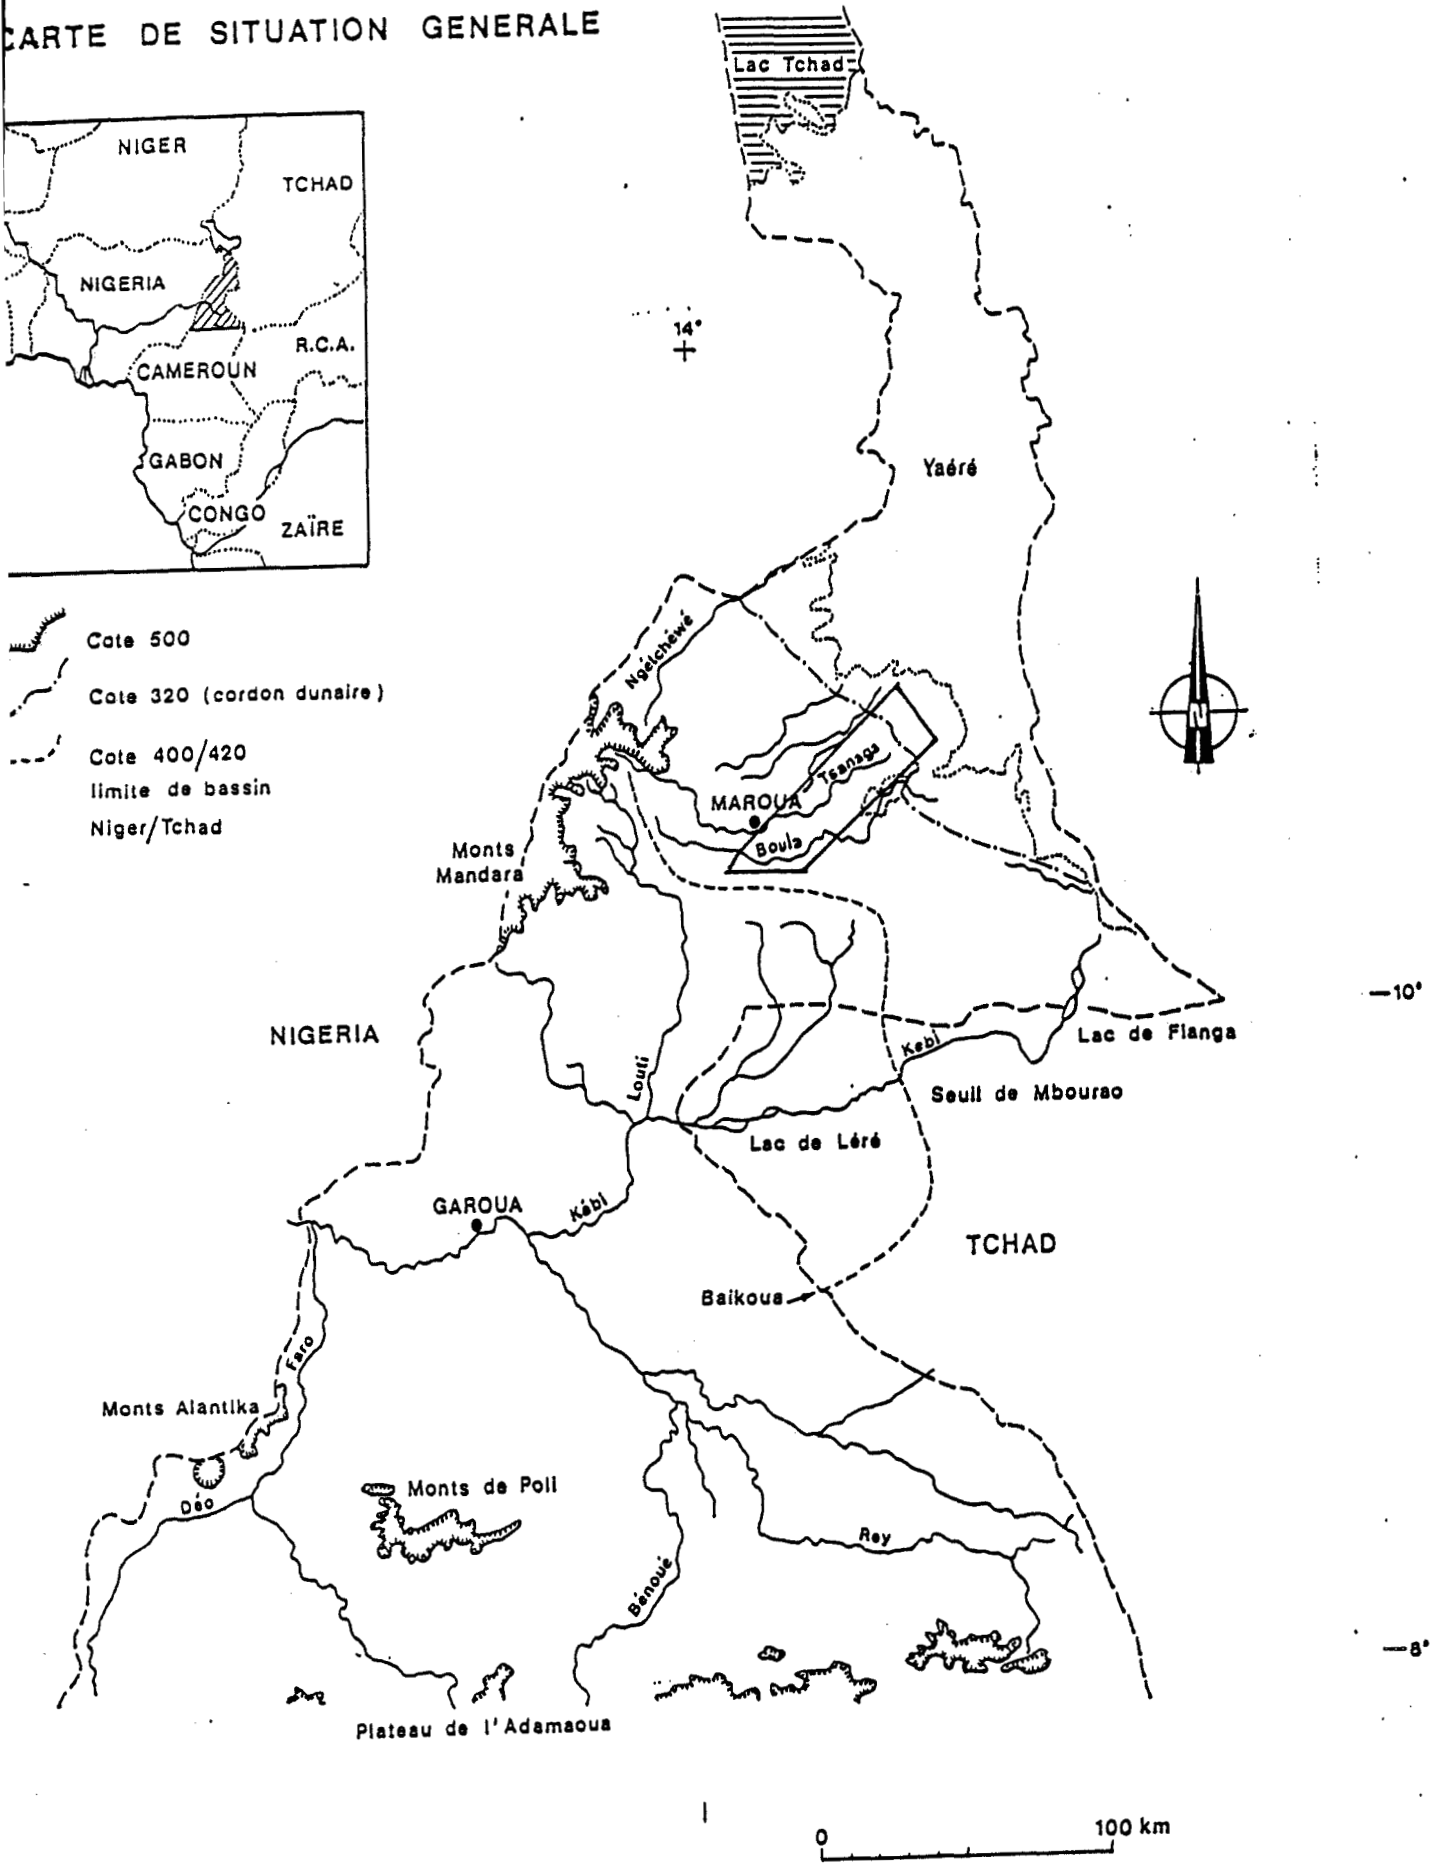 CARTE DE SITUATION GENERALE
NIGER
TCHAD
NIGERIA
R.C.A.
CAMEROUN
GABON
CONGO
ZAÏRE
Cote 500
Cote 320 (cordon dunaire)
Cote 400/420
limite de bassin
Niger/Tchad
Lac Tchad
14°
Yaéré
Ngétchéwé
N
Tsanaga
MAROUA
Boula
Monts
Mandara
10°
NIGERIA
Lac de Fianga
Kebi
Louti
Seuil de Mbourao
Lac de Léré
GAROUA
Kébi
TCHAD
Baikoua
Faro
Monts Alantika
Monts de Poli
Déo
Rey
Bénoué
8°
Plateau de l'Adamaoua
0
100 km